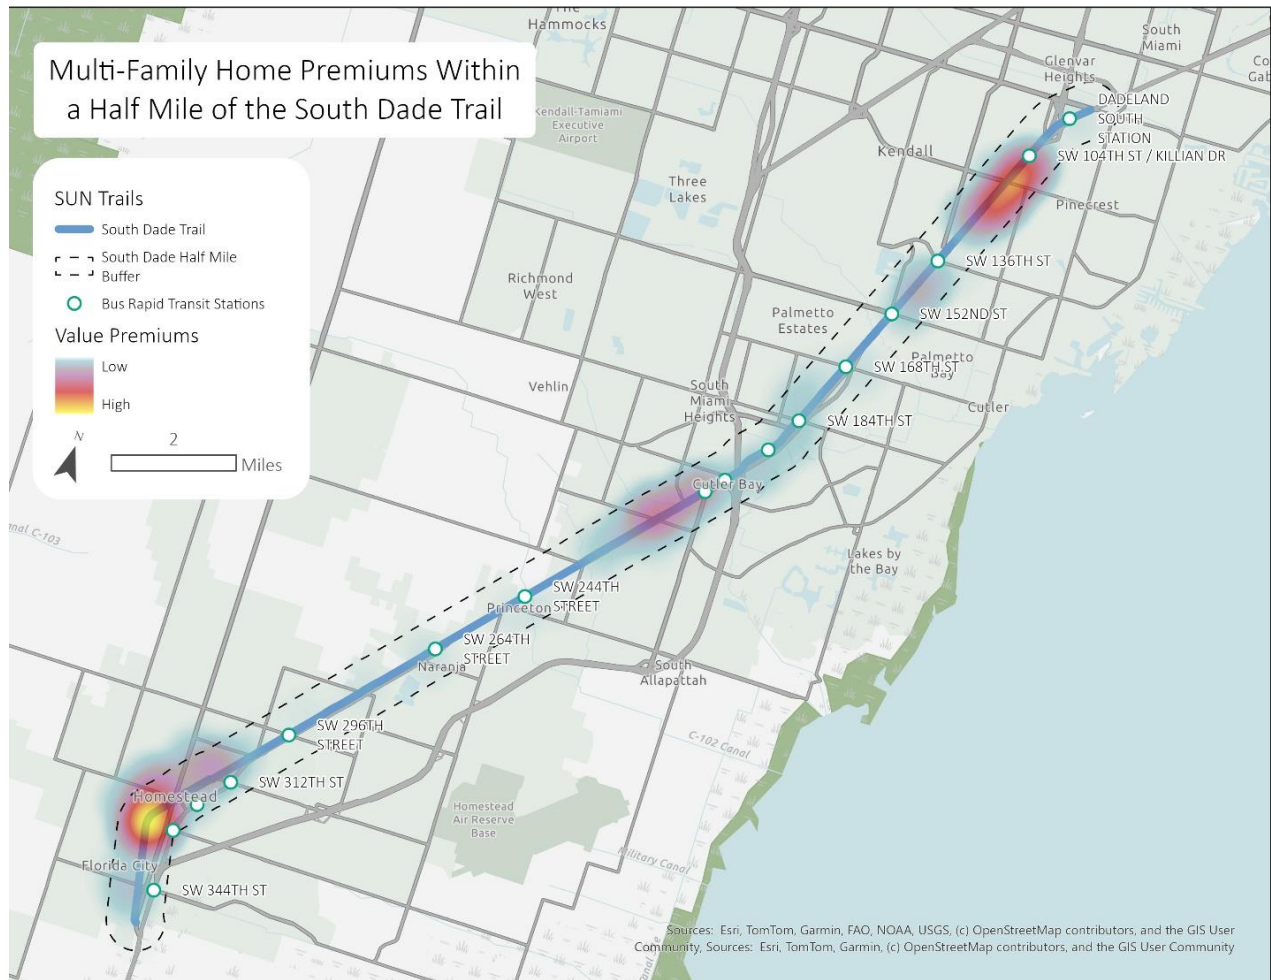 Multi-Family Home Premiums Within
a Half Mile of the South Dade Trail
SUN Trails
South Dade Trail
South Dade Half Mile
Buffer
Bus Rapid Transit Stations
Value Premiums
Low
High
N
2
Miles
The
Hammocks
South
Miami
Glenvar
Heights
Co
Gab
Kendall-Tamiami
Executive
Airport
DADELAND
SOUTH
STATION
Kendall
SW 104TH ST / KILLIAN DR
Three
Lakes
Pinecrest
SW 136TH ST
Richmond
West
Palmetto
Estates
SW 152ND ST
Palmetto
Bay
SW 168TH ST
Vehlin
South
Miami
Heights
Cutler
SW 184TH ST
Cutler Bay
Lakes by
the Bay
anal C-103
SW 244TH
STREET
Princeton
SW 264TH
STREET
Naranja
South
Allapattah
SW 296TH
STREET
C-102 Canal
SW 312TH ST
Homestead
Homestead
Air Reserve
Base
Military Canal
Florida City
SW 344TH ST
Canal
Sources: Esri, TomTom, Garmin, FAO, NOAA, USGS, (c) OpenStreetMap contributors, and the GIS User
Community, Sources: Esri, TomTom, Garmin, (c) OpenStreetMap contributors, and the GIS User Community